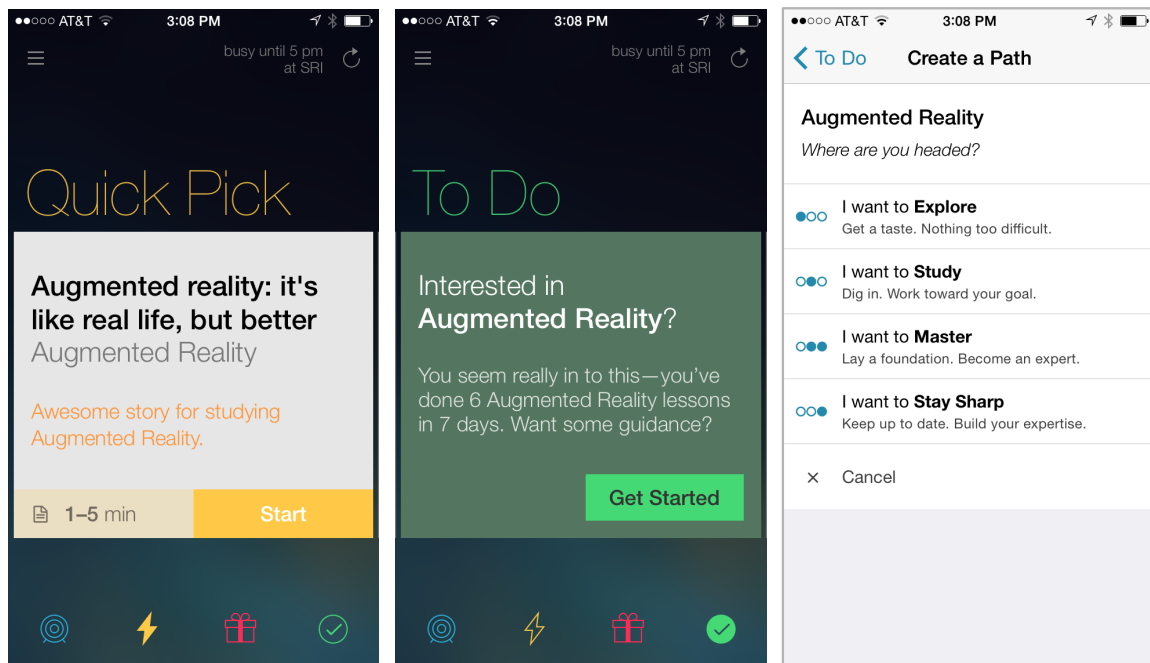 AT&T 3:08 PM
busy until 5 pm
at SRI
Quick Pick
Augmented reality: it's
like real life, but better
Augmented Reality
Awesome story for studying
Augmented Reality.
1–5 min
Start
AT&T 3:08 PM
busy until 5 pm
at SRI
To Do
Interested in
Augmented Reality?
You seem really in to this—you’ve
done 6 Augmented Reality lessons
in 7 days. Want some guidance?
Get Started
AT&T 3:08 PM
To Do
Create a Path
Augmented Reality
Where are you headed?
I want to Explore
Get a taste. Nothing too difficult.
I want to Study
Dig in. Work toward your goal.
I want to Master
Lay a foundation. Become an expert.
I want to Stay Sharp
Keep up to date. Build your expertise.
Cancel